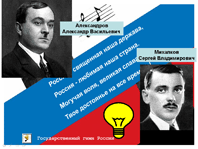 Александров
Александр Васильевич
Россия - священная наша держава,
Россия - любимая наша страна.
Могучая воля, великая слава -
Твоё достоянье на все
Михалков
Сергей Владимирович
Государственный гимн России